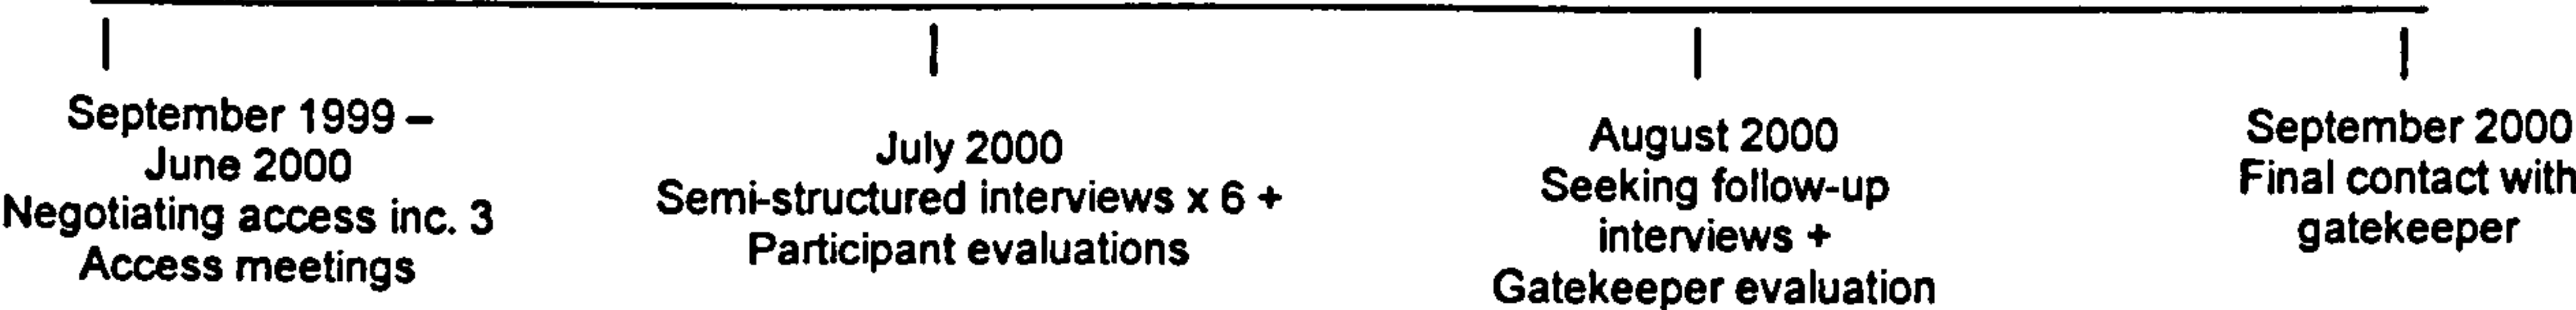 September 1999 –
June 2000
Negotiating access inc. 3
Access meetings
July 2000
Semi-structured interviews x 6 +
Participant evaluations
August 2000
Seeking follow-up
interviews +
Gatekeeper evaluation
September 2000
Final contact with
gatekeeper